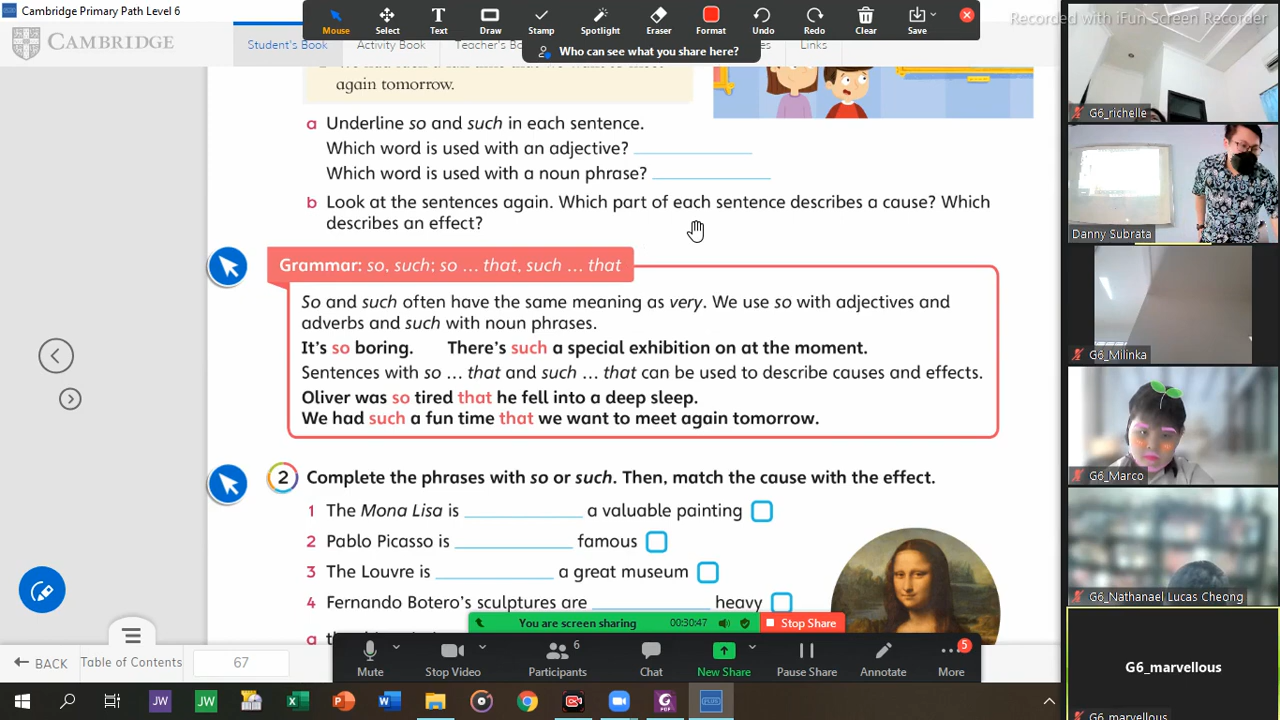 Cambridge Primary Path Level 6
Recorded with iFun Screen Recorder
Mouse Select Text Draw Stamp Spotlight Eraser Format Undo Redo Clear Save
Who can see what you share here?
CAMBRIDGE
Student's Book Activity Book Links
again tomorrow.
a Underline so and such in each sentence.
Which word is used with an adjective?
Which word is used with a noun phrase?
b Look at the sentences again. Which part of each sentence describes a cause? Which
describes an effect?
Grammar: so, such; so … that, such … that
So and such often have the same meaning as very. We use so with adjectives and
adverbs and such with noun phrases.
It's so boring. There's such a special exhibition on at the moment.
Sentences with so … that and such … that can be used to describe causes and effects.
Oliver was so tired that he fell into a deep sleep.
We had such a fun time that we want to meet again tomorrow.
2 Complete the phrases with so or such. Then, match the cause with the effect.
1 The Mona Lisa is ____ a valuable painting
2 Pablo Picasso is ____ famous
3 The Louvre is ____ a great museum
4 Fernando Botero's sculptures are ____ heavy
a
You are screen sharing 00:30:47 Stop Share
BACK Table of Contents 67
Mute Stop Video Participants 6 Chat New Share Pause Share Annotate More 5
JW JW
G6_richelle
Danny Subrata
G6_Milinka
G6_Marco
G6_Nathanael Lucas Cheong
G6_marvellous
G6_marvellous